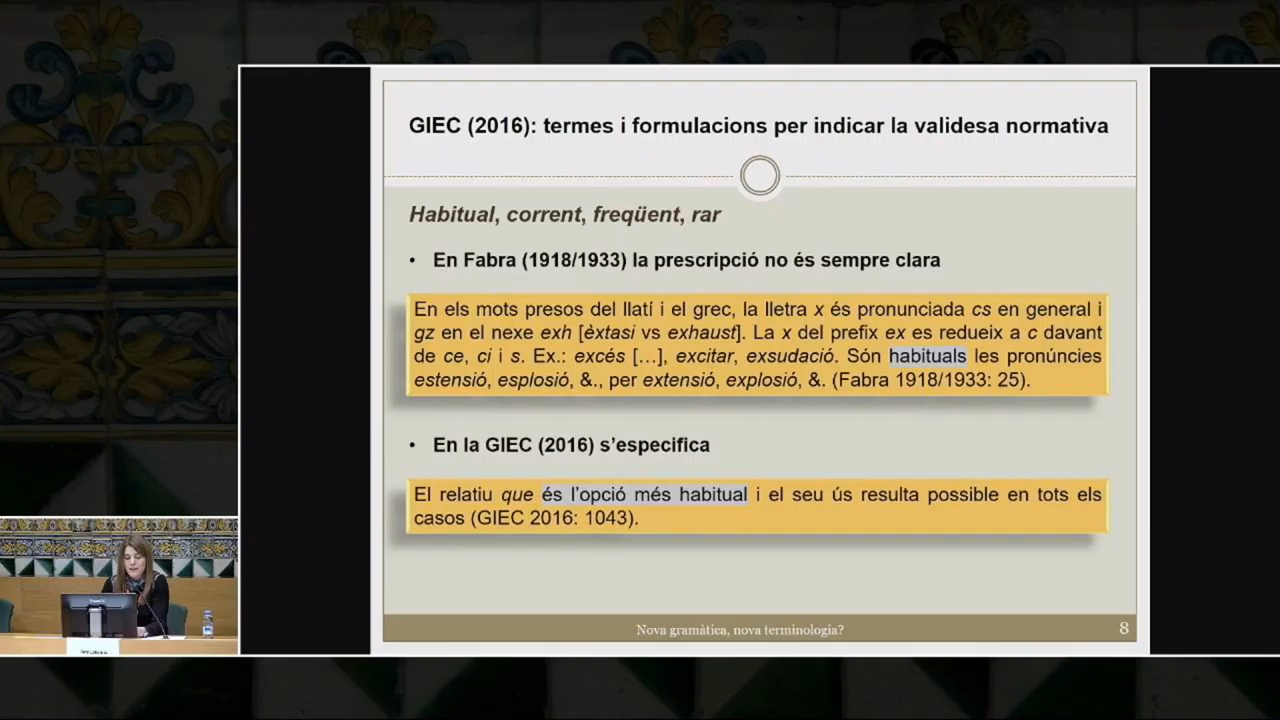 GIEC (2016): termes i formulacions per indicar la validesa normativa
Habitual, corrent, freqüent, rar
• En Fabra (1918/1933) la prescripció no és sempre clara
En els mots presos del llatí i el grec, la lletra x és pronunciada cs en general i
gz en el nexe exh [èxtasi vs exhaust]. La x del prefix ex es redueix a c davant
de ce, ci i s. Ex.: excés […], excitar, exsudació. Són habituals les pronúncies
estensió, esplosió, &., per extensió, explosió, &. (Fabra 1918/1933: 25).
• En la GIEC (2016) s’especifica
El relatiu que és l’opció més habitual i el seu ús resulta possible en tots els
casos (GIEC 2016: 1043).
Nova gramàtica, nova terminologia?
8